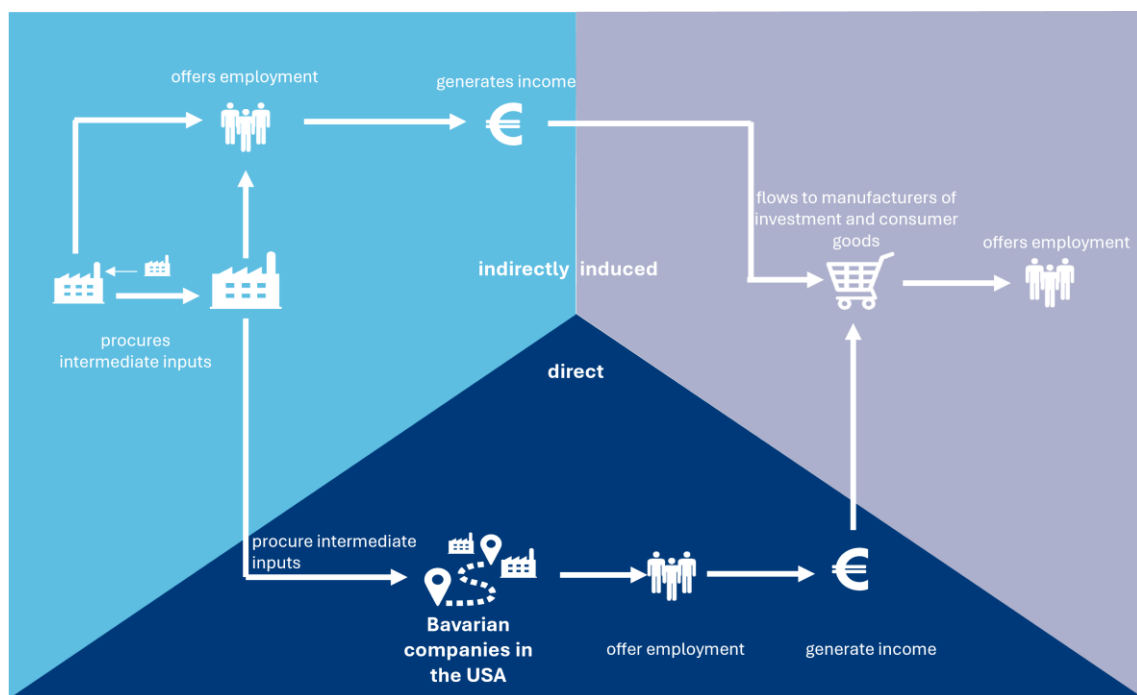 offers employment
generates income
flows to manufacturers of
investment and consumer
goods
offers employment
indirectly
induced
procures
intermediate inputs
direct
procure intermediate
inputs
Bavarian
companies in
the USA
offer employment
generate income